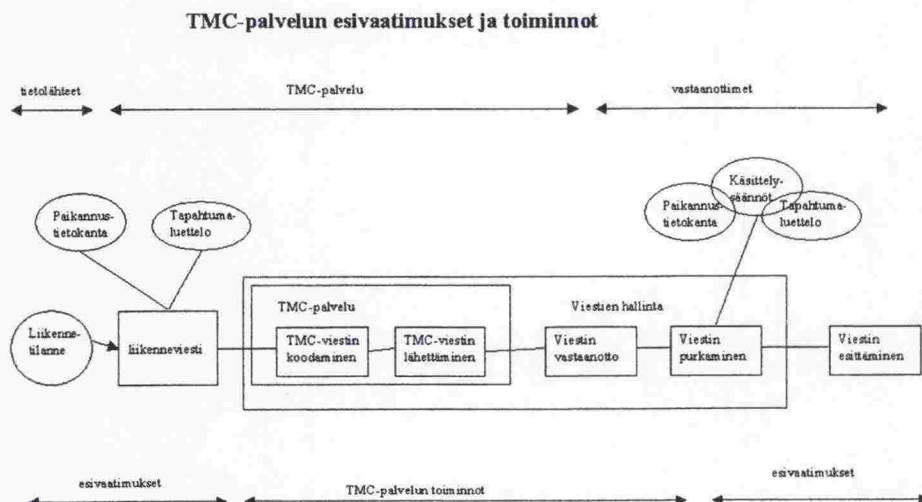 TMC-palvelun esivaatimukset ja toiminnot
tietolähteet
TMC-palvelu
vastaanottimet
Paikannus-
tietokanta
Tapahtuma-
luettelo
Käsittely-
säännöt
Paikannus-
tietokanta
Tapahtuma-
luettelo
TMC-palvelu
Viestien hallinta
Liikenne-
tilanne
liikenneviesti
TMC-viestin
koodaminen
TMC-viestin
lähettäminen
Viestin
vastaanotto
Viestin
purkaminen
Viestin
esittäminen
esivaatimukset
TMC-palvelun toiminnot
esivaatimukset